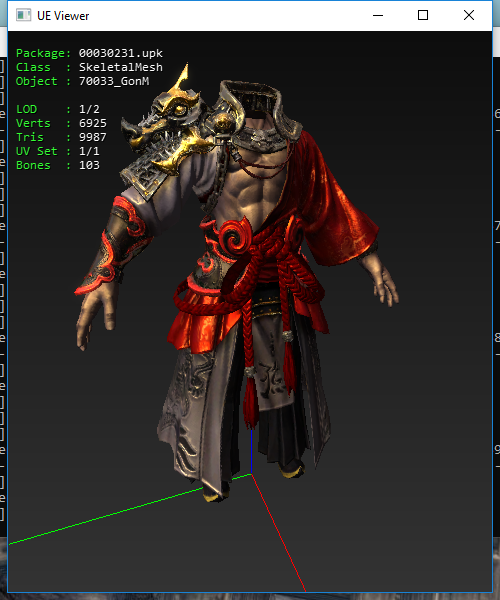 UE Viewer
Package: 00030231.upk
Class : SkeletalMesh
Object : 70033_GonM
LOD : 1/2
Verts : 6925
Tris : 9987
UV Set : 1/1
Bones : 103